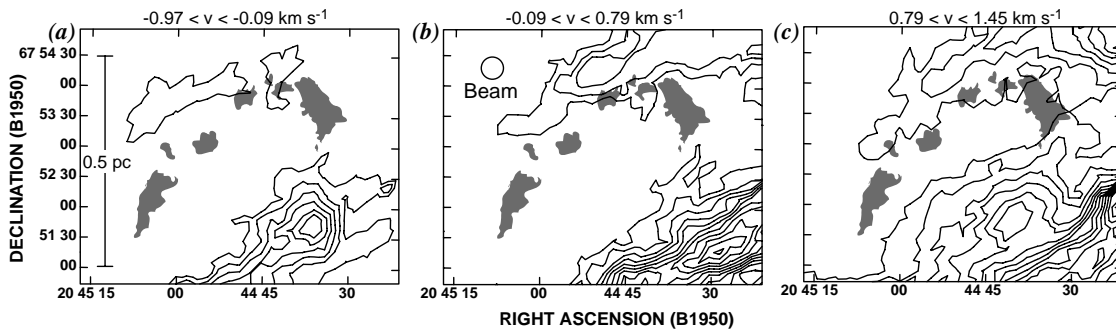 -0.97 < v < -0.09 km s⁻¹
-0.09 < v < 0.79 km s⁻¹
0.79 < v < 1.45 km s⁻¹
(a)
(b)
(c)
DECLINATION (B1950)
67 54 30
00
53 30
00
52 30
00
51 30
00
0.5 pc
Beam
20 45 15
00
44 45
30
20 45 15
00
44 45
30
20 45 15
00
44 45
30
RIGHT ASCENSION (B1950)